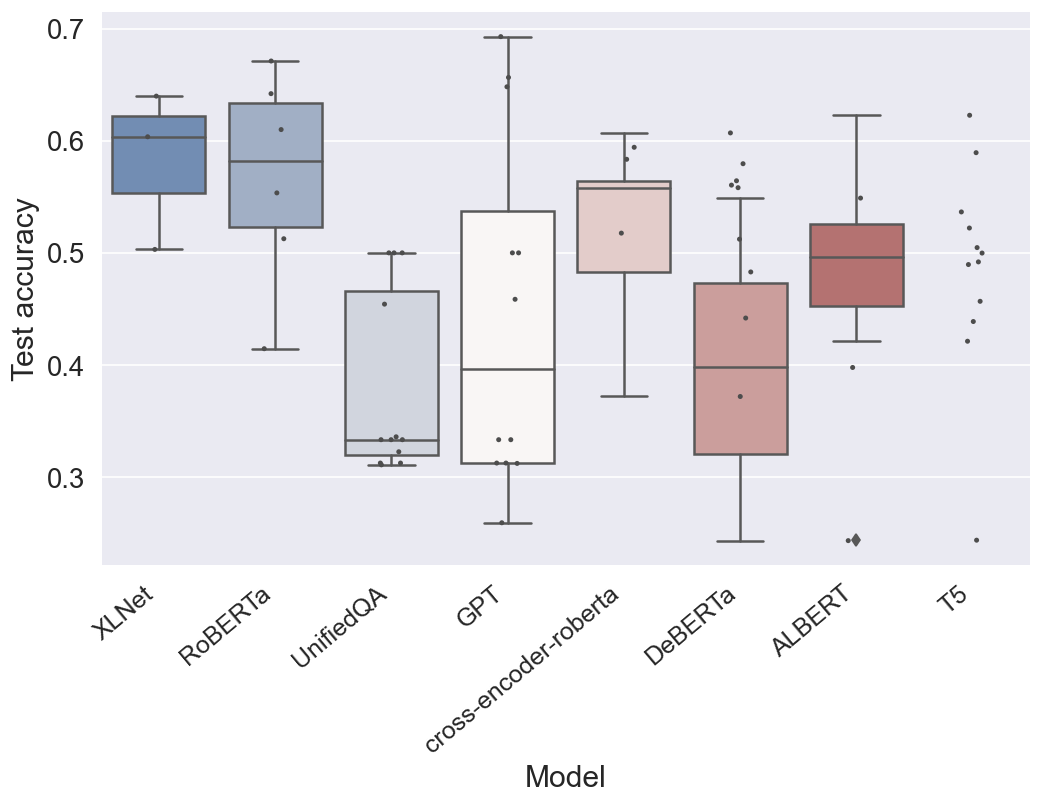 0.7
0.6
0.5
0.4
0.3
Test accuracy
XLNet
RoBERTa
UnifiedQA
GPT
cross-encoder-roberta
DeBERTa
ALBERT
T5
Model